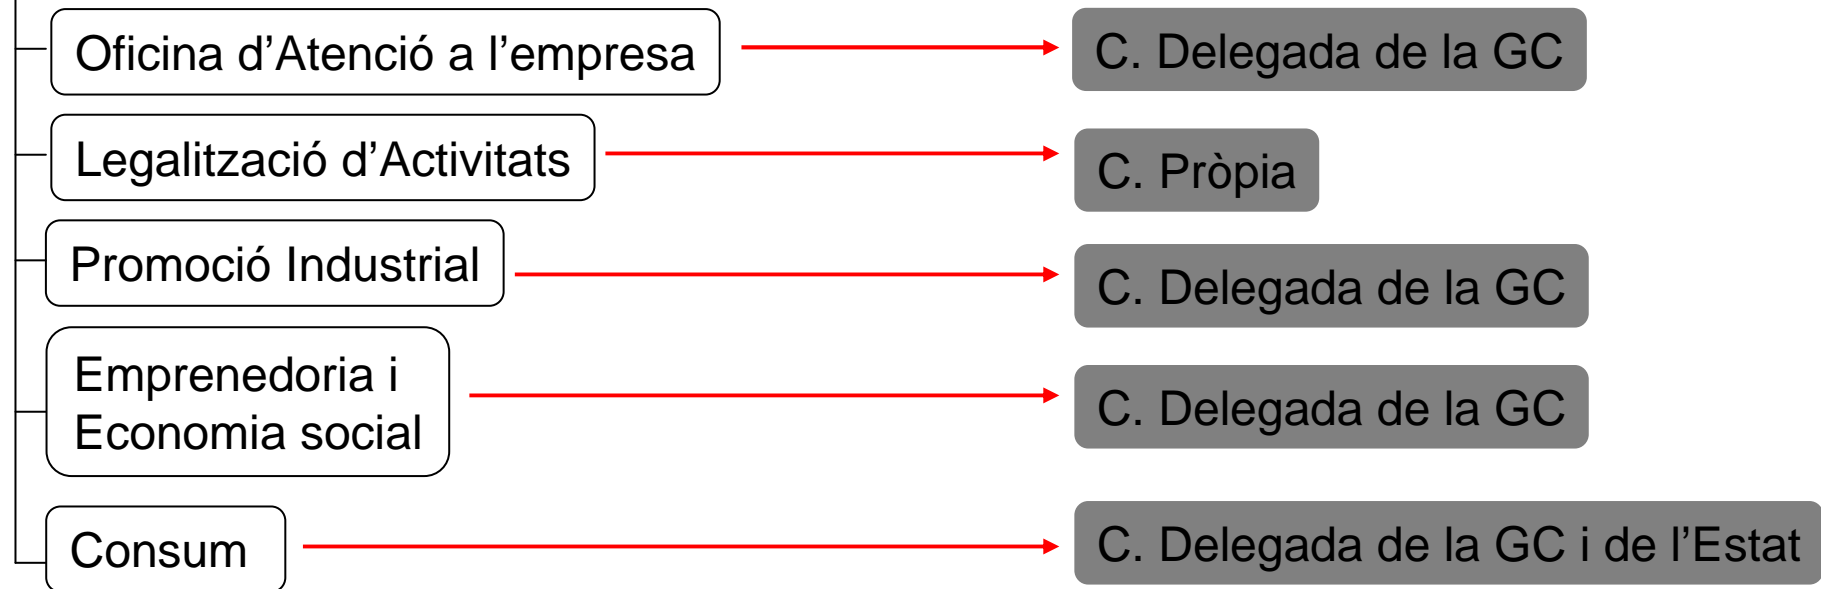 Oficina d’Atenció a l’empresa
C. Delegada de la GC
Legalització d’Activitats
C. Pròpia
Promoció Industrial
C. Delegada de la GC
Emprenedoria i
Economia social
C. Delegada de la GC
Consum
C. Delegada de la GC i de l’Estat